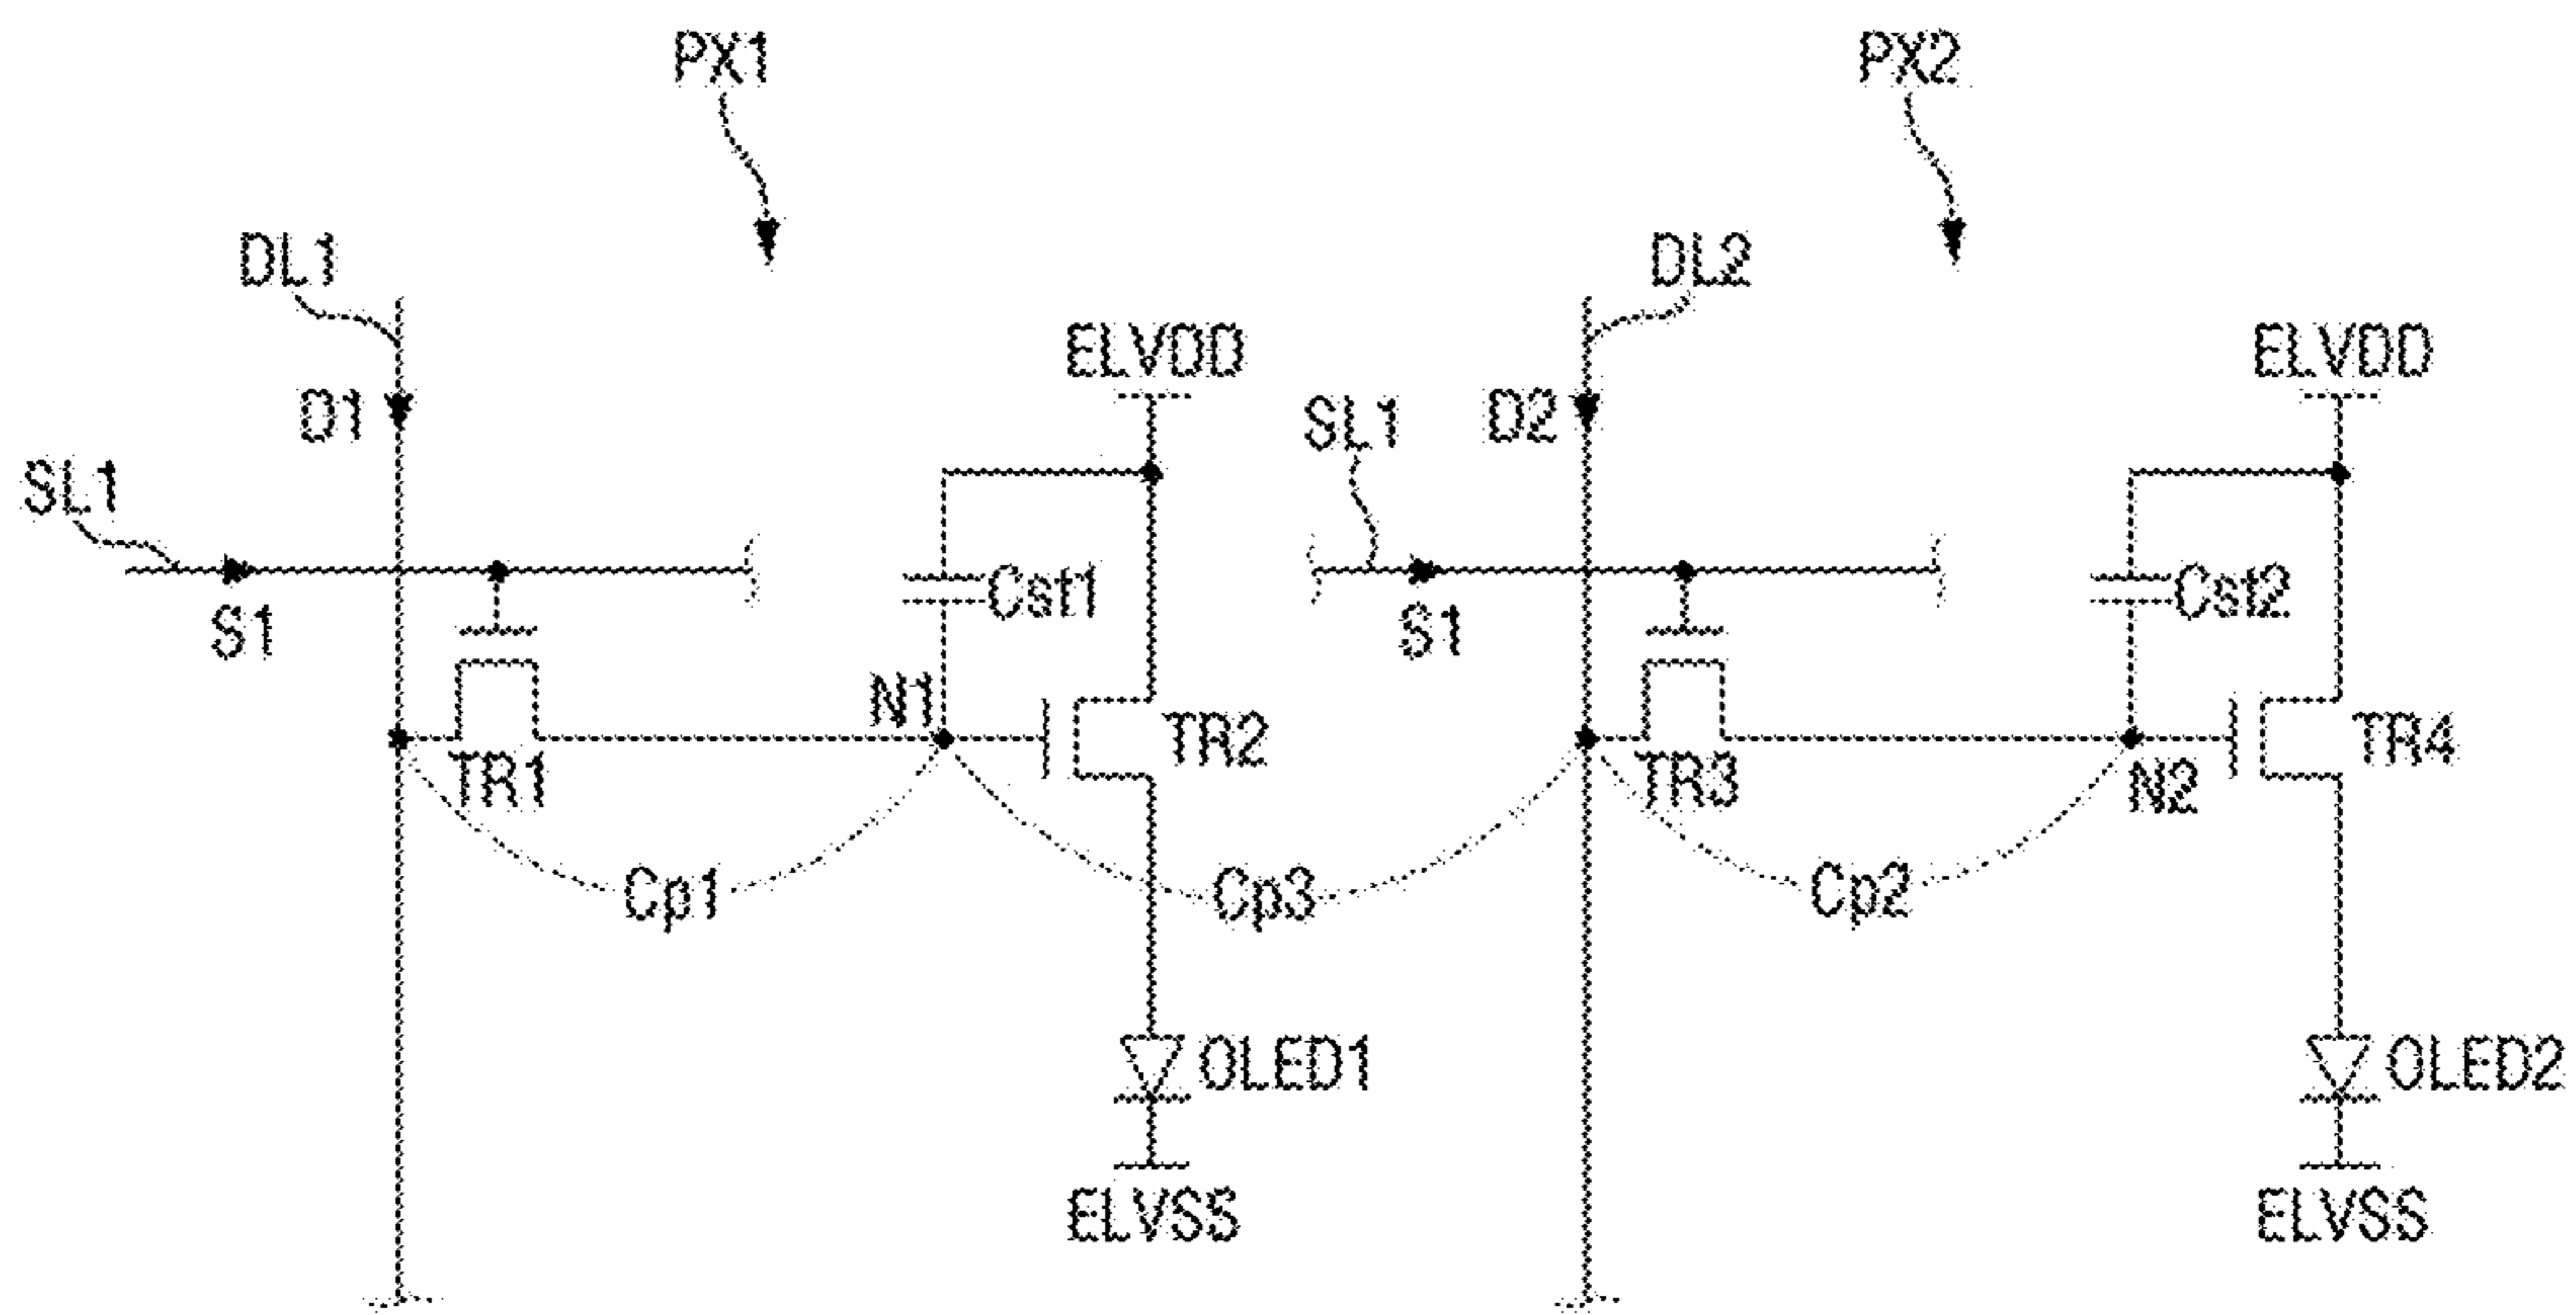 PX1
PX2
DL1
DL2
ELVDD
ELVDD
D1
SL1
D2
SL1
Cst1
Cst2
S1
S1
N1
TR2
TR4
TR1
TR3
N2
Cp1
Cp3
Cp2
OLED1
OLED2
ELVSS
ELVSS